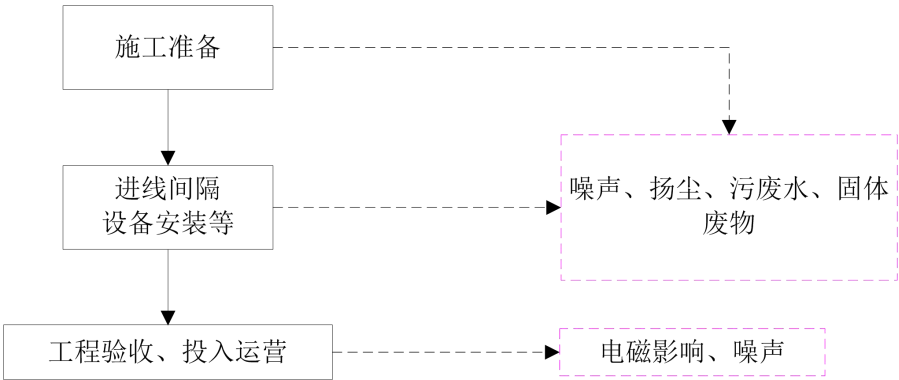 施工准备
进线间隔
设备安装等
噪声、扬尘、污废水、固体
废物
工程验收、投入运营
电磁影响、噪声